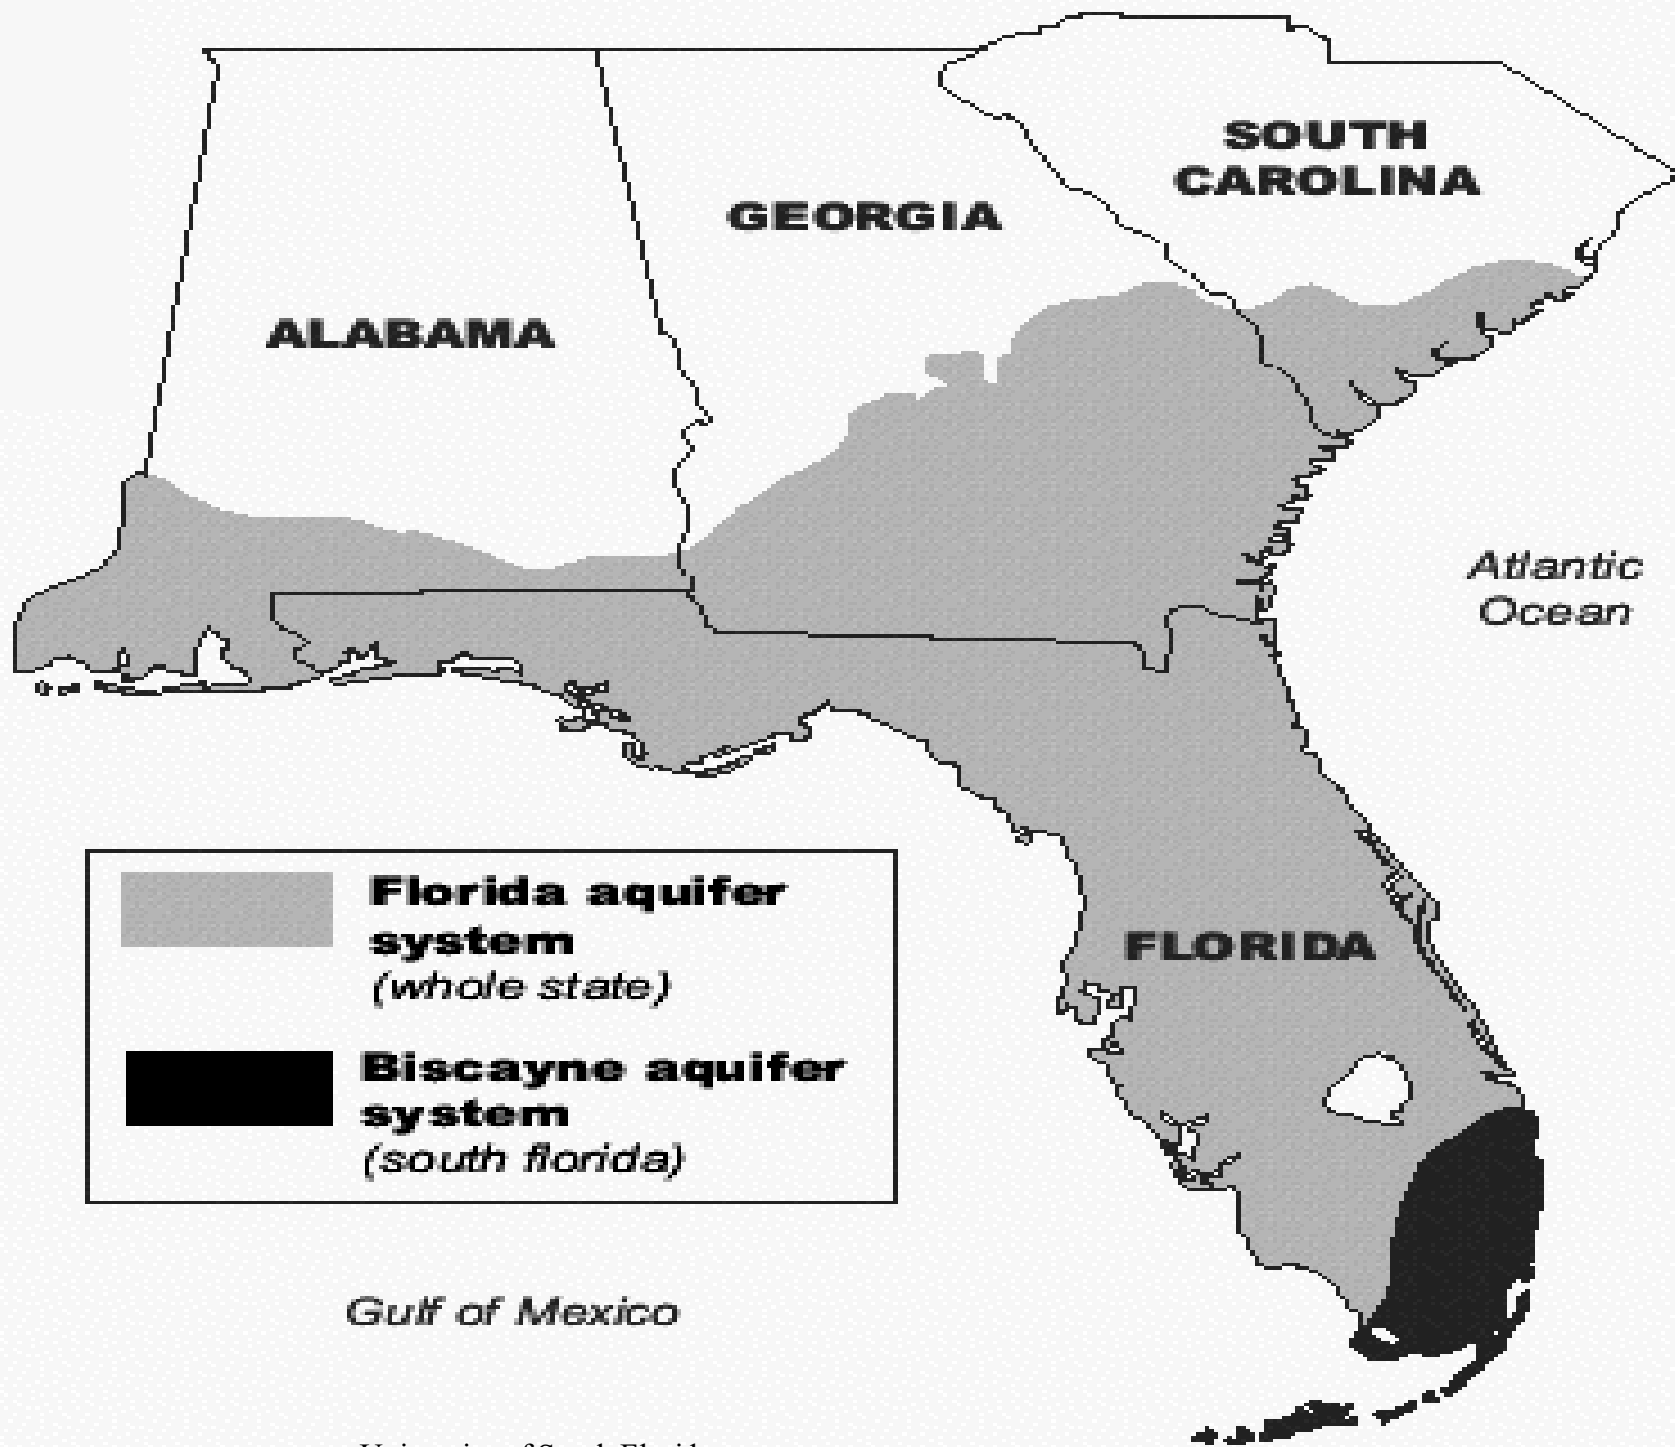 SOUTH
CAROLINA
GEORGIA
ALABAMA
Atlantic
Ocean
Florida aquifer
system
(whole state)
FLORIDA
Biscayne aquifer
system
(south florida)
Gulf of Mexico